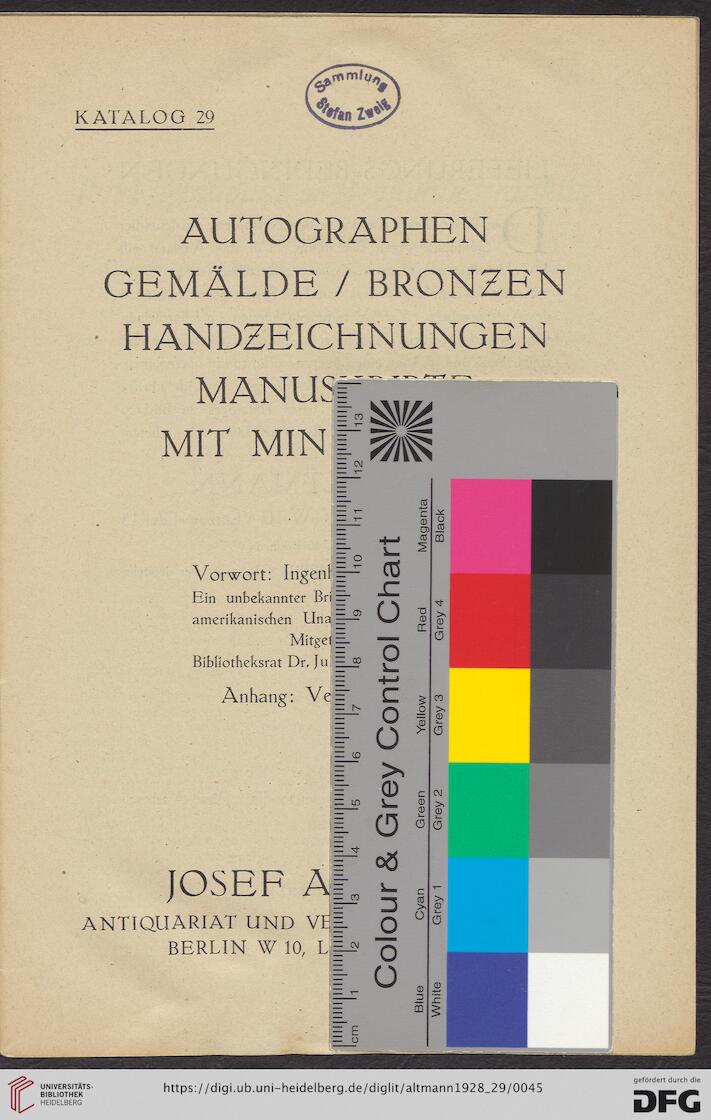 KATALOG 29
Sammlung
Stefan Zweig
AUTOGRAPHEN
GEMÄLDE / BRONZEN
HANDZEICHNUNGEN
MANUS
MIT MIN
Vorwort: Ingenh
Ein unbekannter Bri
amerikanischen Una
Mitget
Bibliotheksrat Dr. Ju
Anhang: Ve
JOSEF A
ANTIQUARIAT UND VE
BERLIN W 10, L
Colour & Grey Control Chart
Blue Cyan Green Yellow Red Magenta
White Grey 1 Grey 2 Grey 3 Grey 4 Black
cm 1 2 3 4 5 6 7 8 9 10 11 12 13
UNIVERSITÄTS-
BIBLIOTHEK
HEIDELBERG
https://digi.ub.uni-heidelberg.de/diglit/altmann1928_29/0045
gefördert durch die
DFG